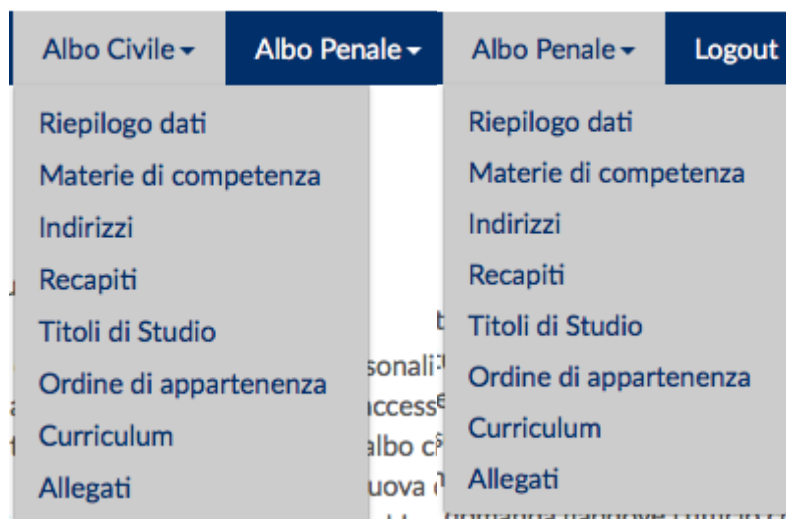 Albo Civile Albo Penale
Riepilogo dati
Materie di competenza
Indirizzi
Recapiti
Titoli di Studio
Ordine di appartenenza
Curriculum
Allegati
Albo Penale Logout
Riepilogo dati
Materie di competenza
Indirizzi
Recapiti
Titoli di Studio
Ordine di appartenenza
Curriculum
Allegati